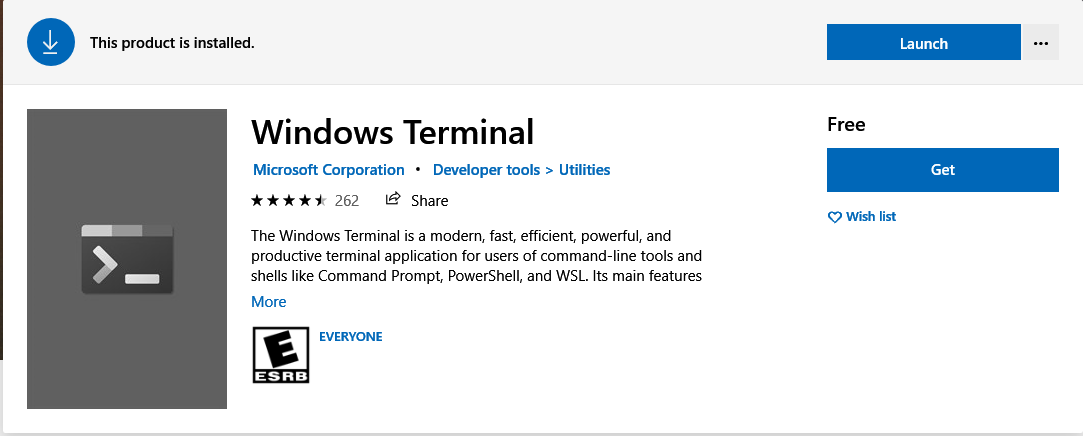 This product is installed.
Launch
Windows Terminal
Microsoft Corporation • Developer tools > Utilities
262 Share
The Windows Terminal is a modern, fast, efficient, powerful, and
productive terminal application for users of command-line tools and
shells like Command Prompt, PowerShell, and WSL. Its main features
More
E
ESRB
EVERYONE
Free
Get
Wish list